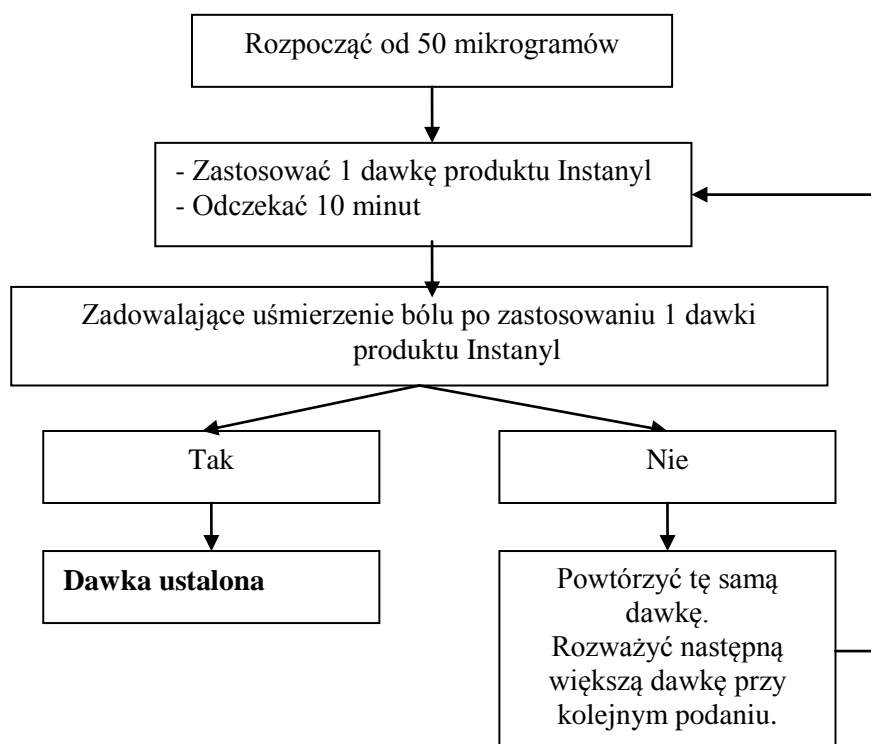 Rozpocząć od 50 mikrogramów
- Zastosować 1 dawkę produktu Instanyl
- Odczekać 10 minut
Zadowalające uśmierzenie bólu po zastosowaniu 1 dawki
produktu Instanyl
Tak
Nie
Dawka ustalona
Powtórzyć tę samą
dawkę.
Rozważyć następną
większą dawkę przy
kolejnym podaniu.